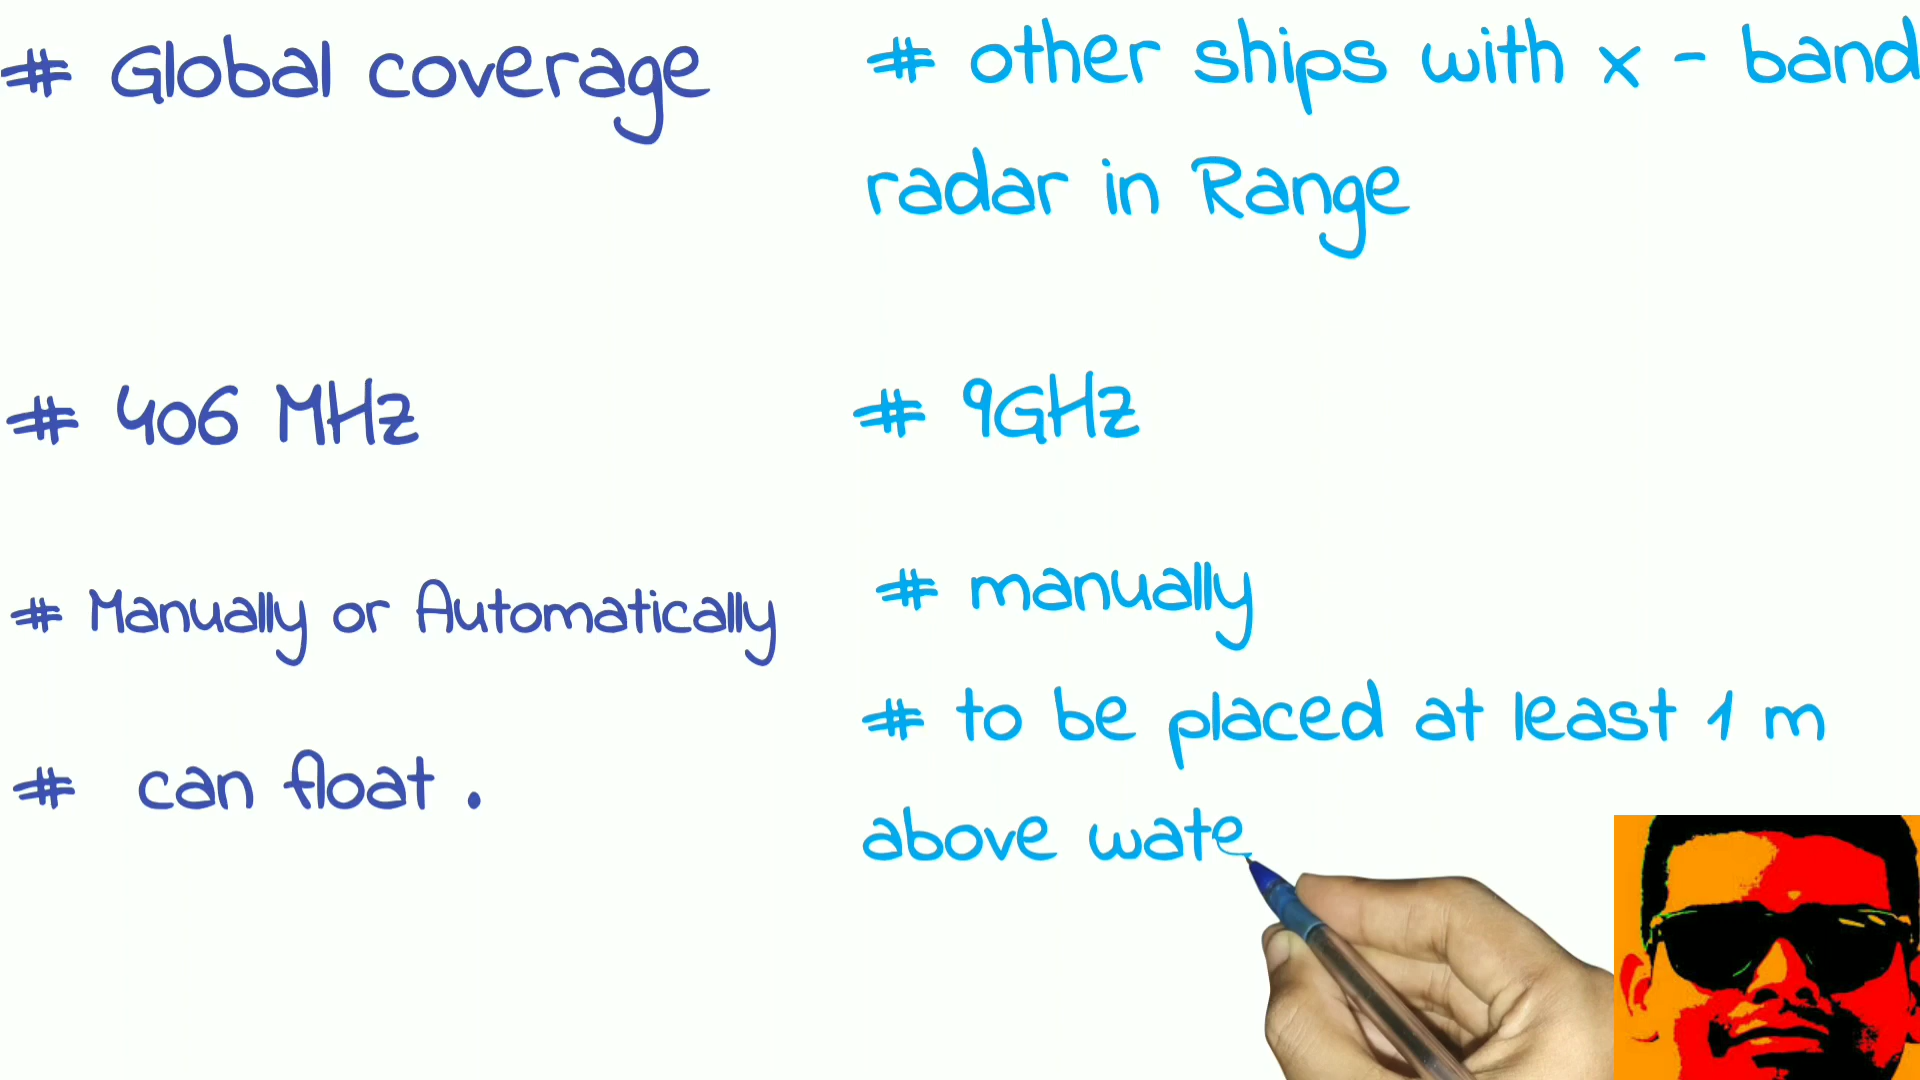 # Global coverage
# 406 MHz
# Manually or Automatically
# can float .
# other ships with x - band
radar in Range
# 9GHz
# manually
# to be placed at least 1 m
above wate